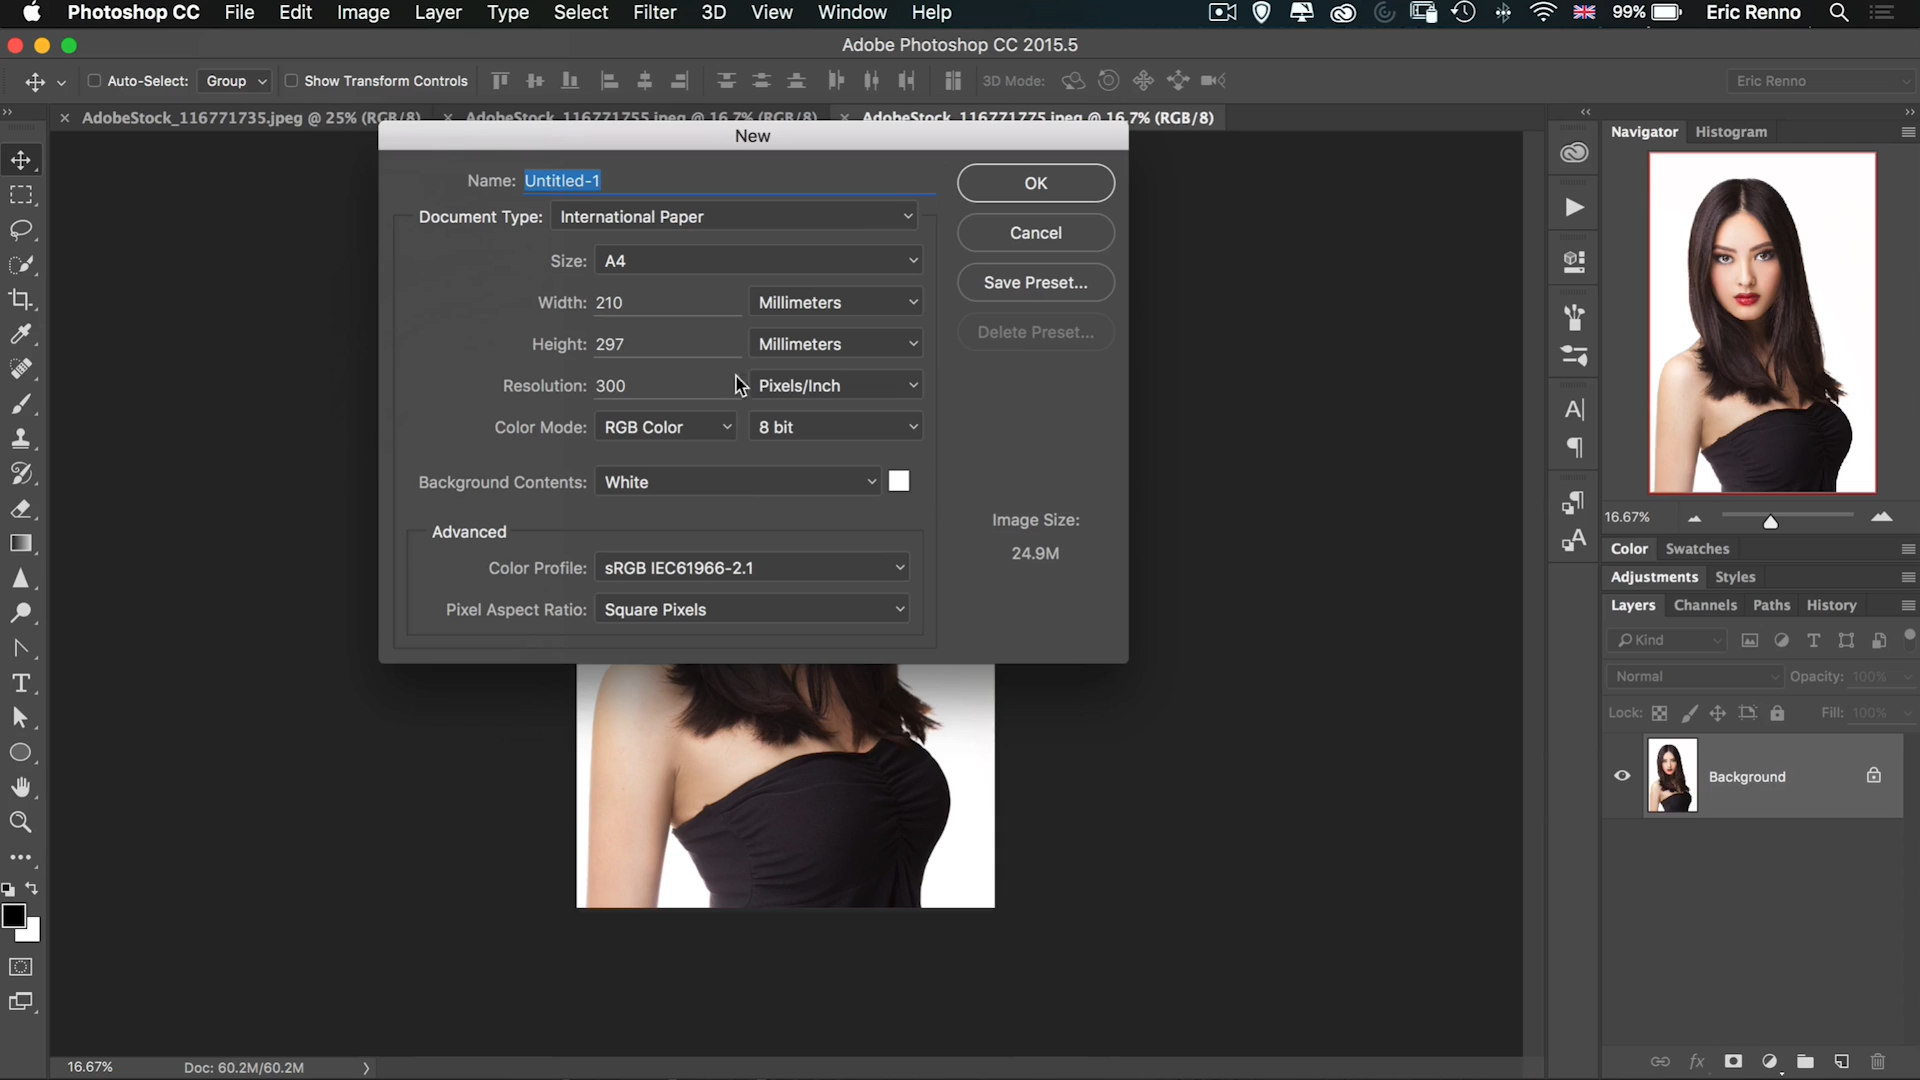 Photoshop CC File Edit Image Layer Type Select Filter 3D View Window Help 99% Eric Renno
Adobe Photoshop CC 2015.5
Auto-Select: Group Show Transform Controls 3D Mode: Eric Renno
AdobeStock_116771735.jpeg @ 25% (RGB/8) AdobeStock_116771755.jpeg @ 16.7% (RGB/8) AdobeStock_116771775.jpeg @ 16.7% (RGB/8)
New
Name: Untitled-1
OK
Document Type: International Paper
Cancel
Size: A4
Save Preset...
Width: 210 Millimeters
Delete Preset...
Height: 297 Millimeters
Resolution: 300 Pixels/Inch
Color Mode: RGB Color 8 bit
Background Contents: White
Image Size:
24.9M
Advanced
Color Profile: sRGB IEC61966-2.1
Pixel Aspect Ratio: Square Pixels
Navigator Histogram
16.67%
Color Swatches
Adjustments Styles
Layers Channels Paths History
Kind
Normal Opacity: 100%
Lock: Fill: 100%
Background
16.67% Doc: 60.2M/60.2M